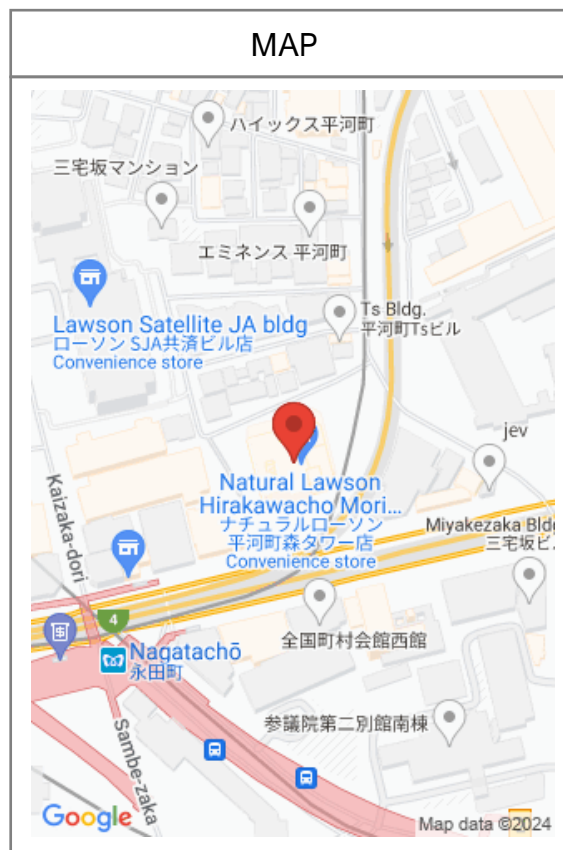 MAP
ハイックス平河町
三宅坂マンション
エミネンス 平河町
Lawson Satellite JA bldg
ローソン SJA共済ビル店
Convenience store
Ts Bldg.
平河町Tsビル
jev
Natural Lawson
Hirakawacho Mori...
ナチュラルローソン
平河町森タワー店
Convenience store
Kaizaka-dori
Miyakezaka Bldg
三宅坂ビ
4
全国町村会館西館
Nagatachō
永田町
参議院第二別館南棟
Sambe-zaka
Google
Map data ©2024